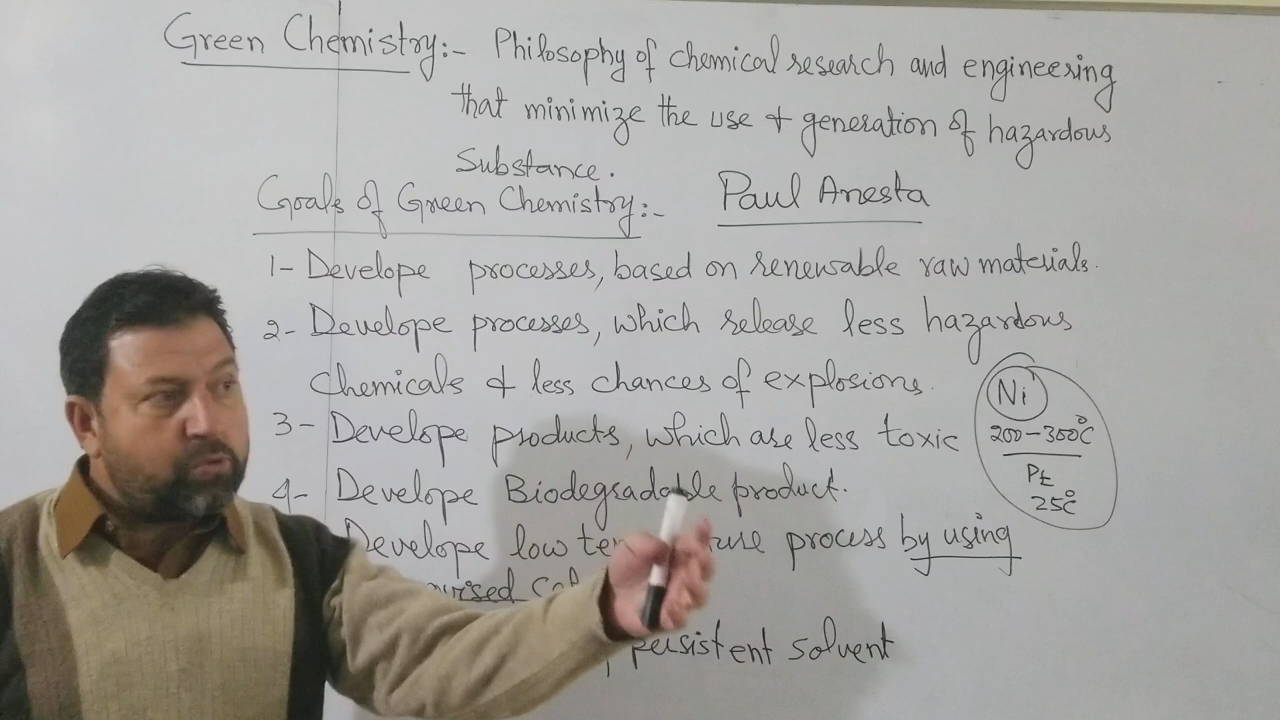 Green Chemistry:- Philosophy of chemical research and engineering
that minimize the use & generation of hazardous
Substance.
Goals of Green Chemistry:- Paul Anesta
1- Develope processes, based on renewable raw materials.
2- Develope processes, which release less hazardous
Chemicals & less chances of explosions.
3- Develope products, which are less toxic
4- Develope Biodegradable product.
Develope low process by using
persistent solvent
Ni
200-300°C
Pt
25°C